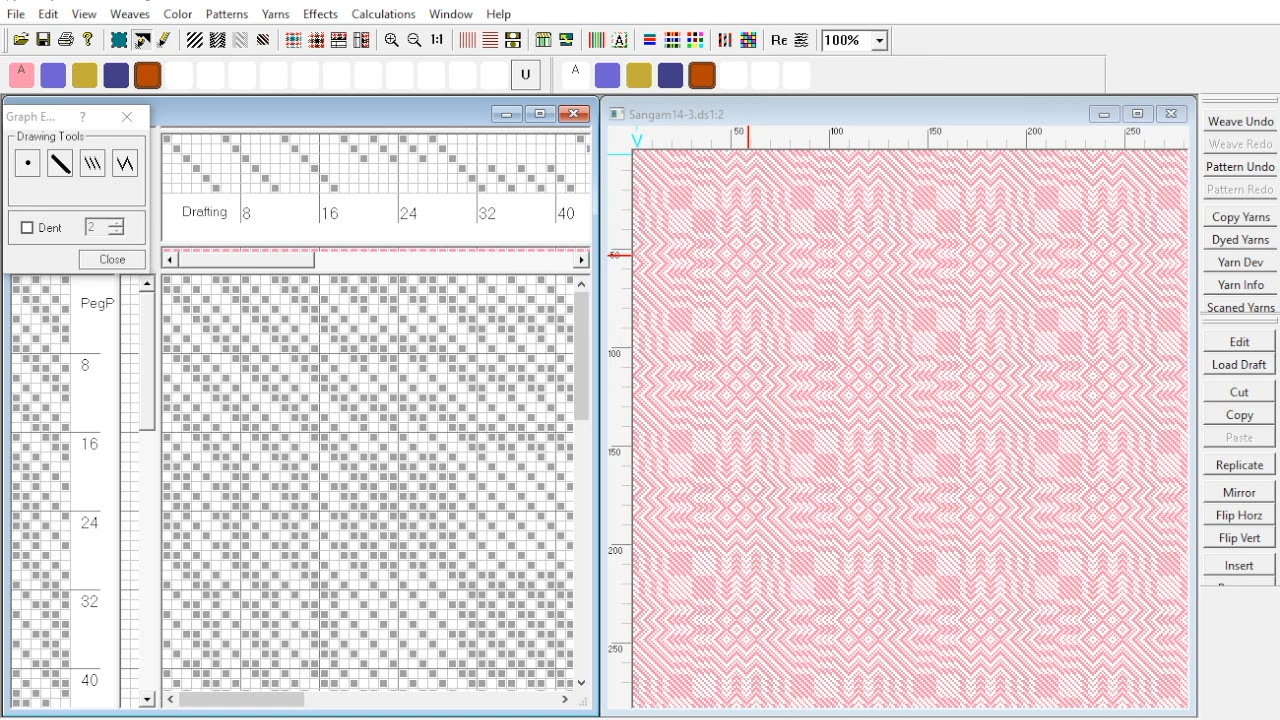 File Edit View Weaves Color Patterns Yarns Effects Calculations Window Help
1:1 Re 100%
A U A
Graph E... ?
Drawing Tools
Dent 2
Close
Drafting 8 16 24 32 40
PegP
8
16
24
32
40
Sangam14-3.ds1:2
50 100 150 200 250
50
100
150
200
250
Weave Undo
Weave Redo
Pattern Undo
Pattern Redo
Copy Yarns
Dyed Yarns
Yarn Dev
Yarn Info
Scaned Yarns
Edit
Load Draft
Cut
Copy
Paste
Replicate
Mirror
Flip Horz
Flip Vert
Insert